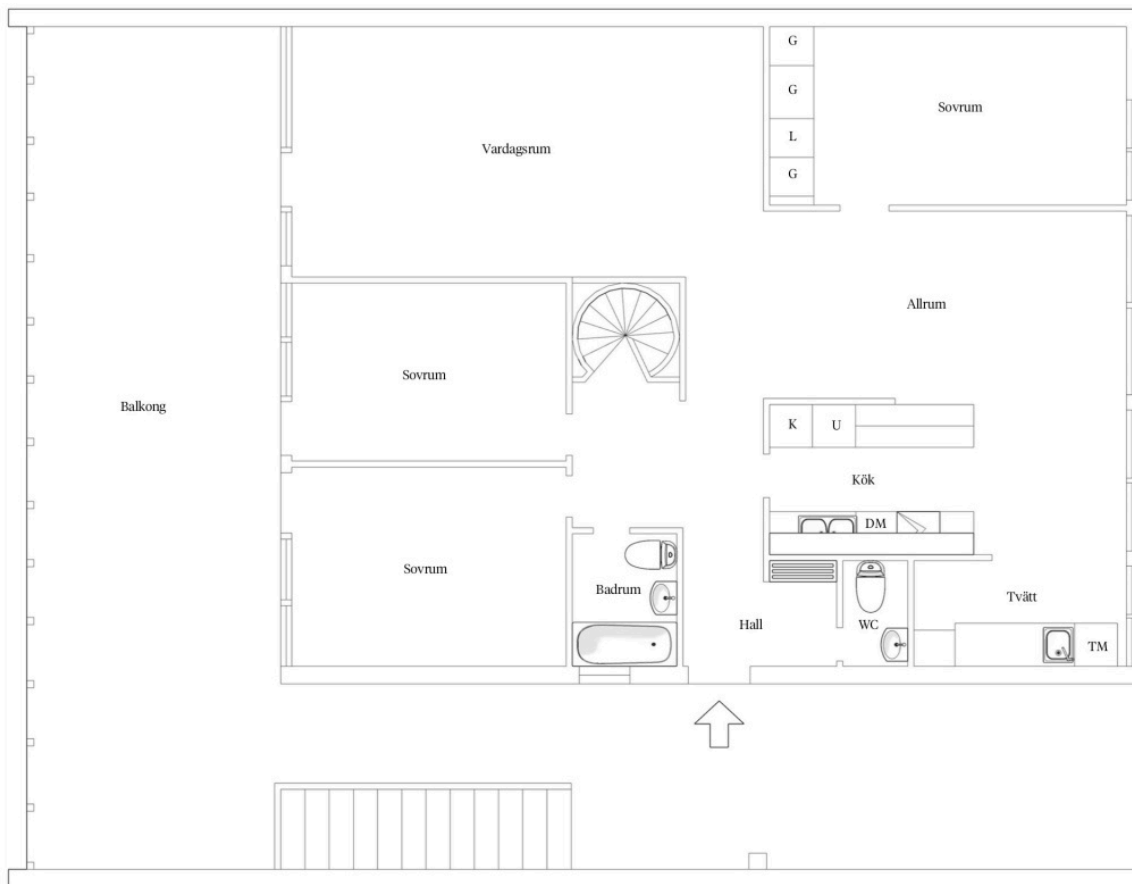 G
G
Sovrum
L
Vardagsrum
G
Allrum
Sovrum
Balkong
K
U
Kök
DM
Sovrum
Badrum
Tvätt
Hall
WC
TM